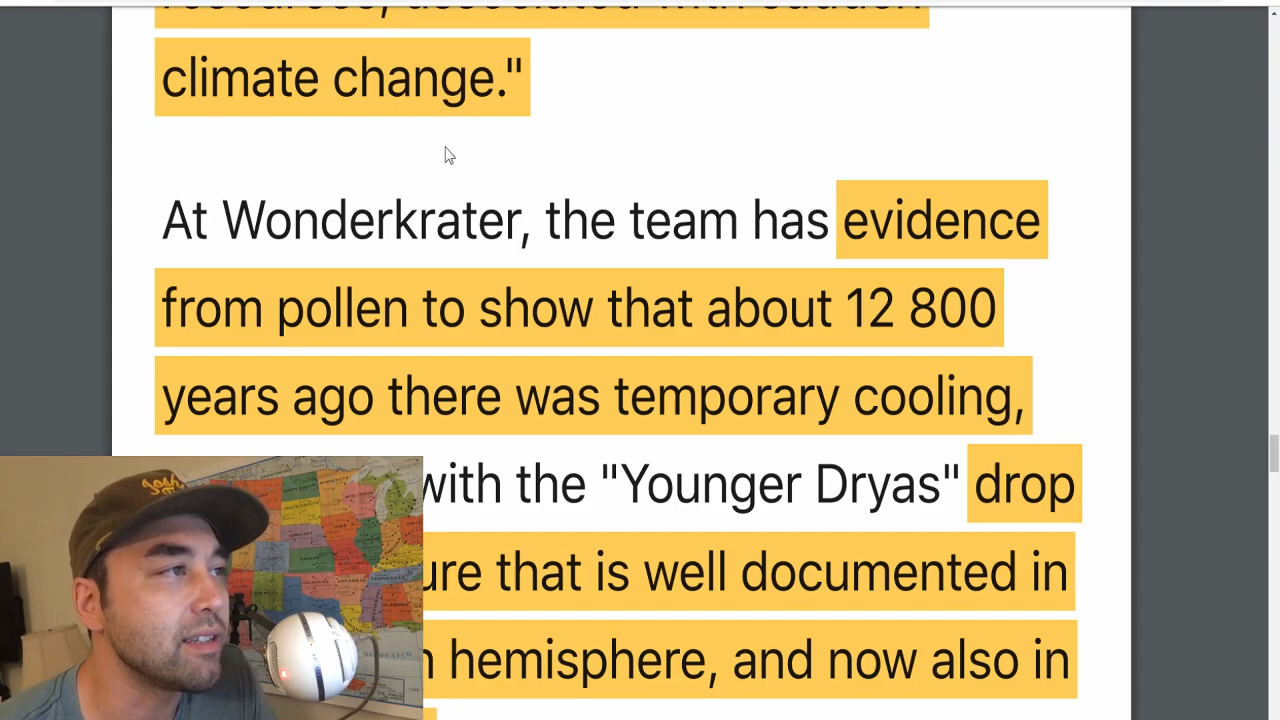 climate change."
At Wonderkrater, the team has evidence
from pollen to show that about 12 800
years ago there was temporary cooling,
with the "Younger Dryas" drop
ure that is well documented in
hemisphere, and now also in